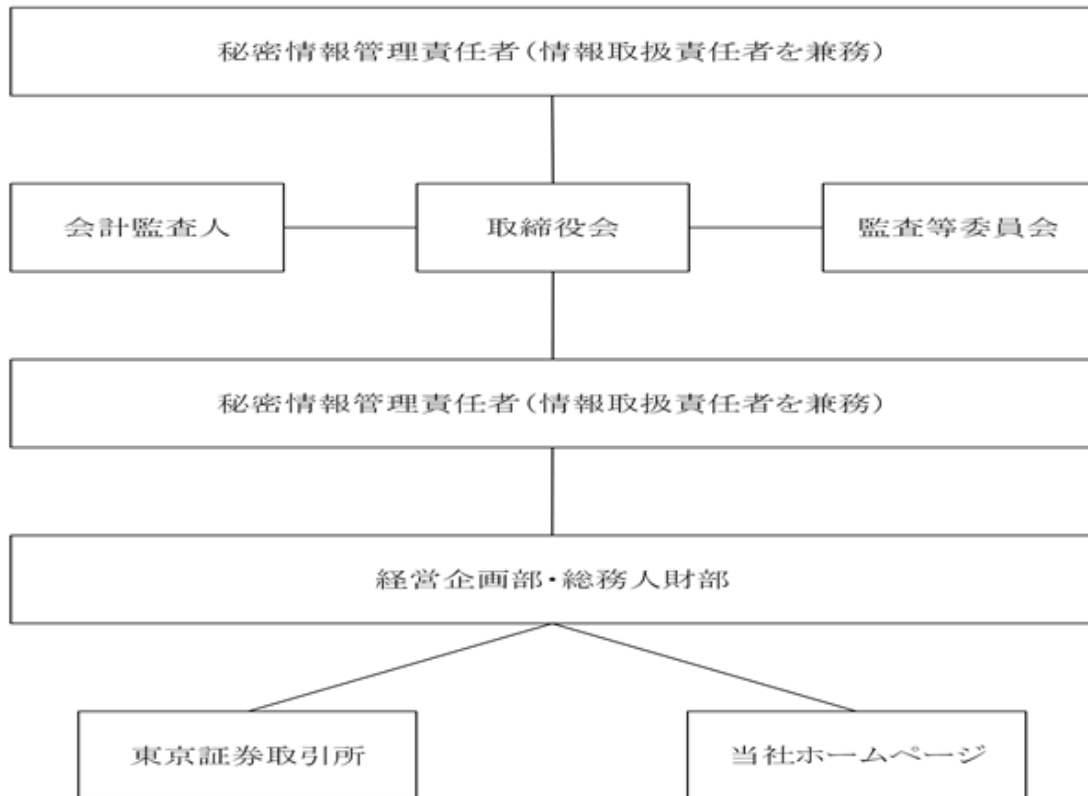 秘密情報管理責任者(情報取扱責任者を兼務)
会計監査人
取締役会
監査等委員会
秘密情報管理責任者(情報取扱責任者を兼務)
経営企画部・総務人財部
東京証券取引所
当社ホームページ